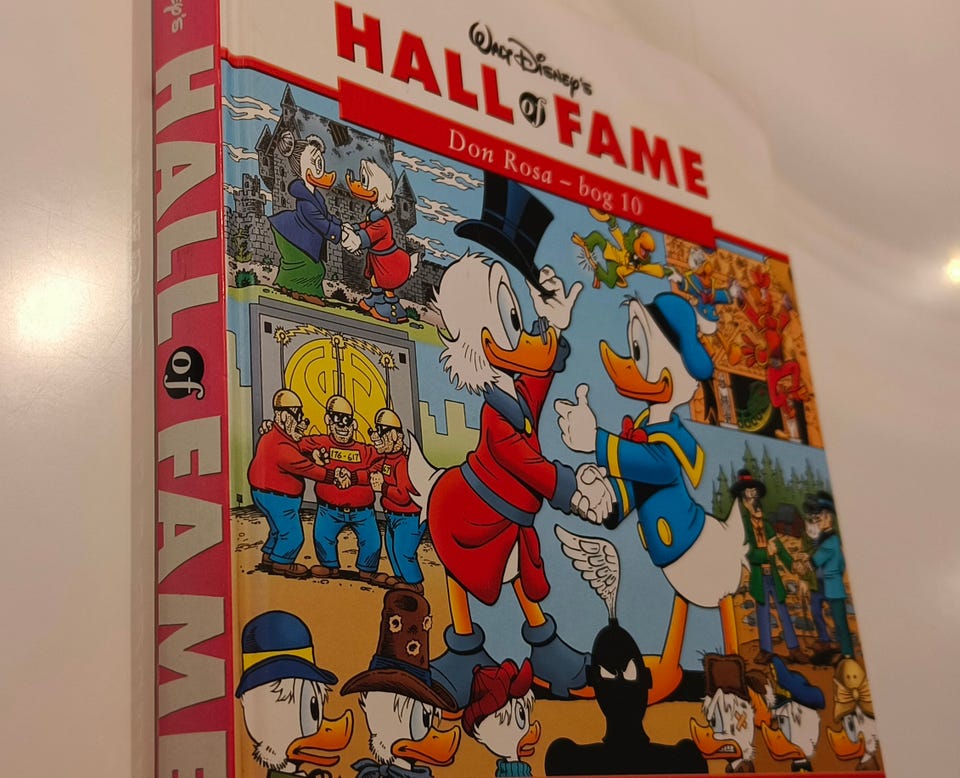 WALT DISNEY'S
HALL of FAME
Don Rosa – bog 10
176-617
HALL of FAME